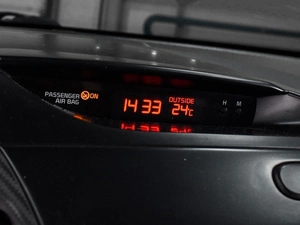 PASSENGER ON
AIR BAG
OUTSIDE
14 33 24c
H M